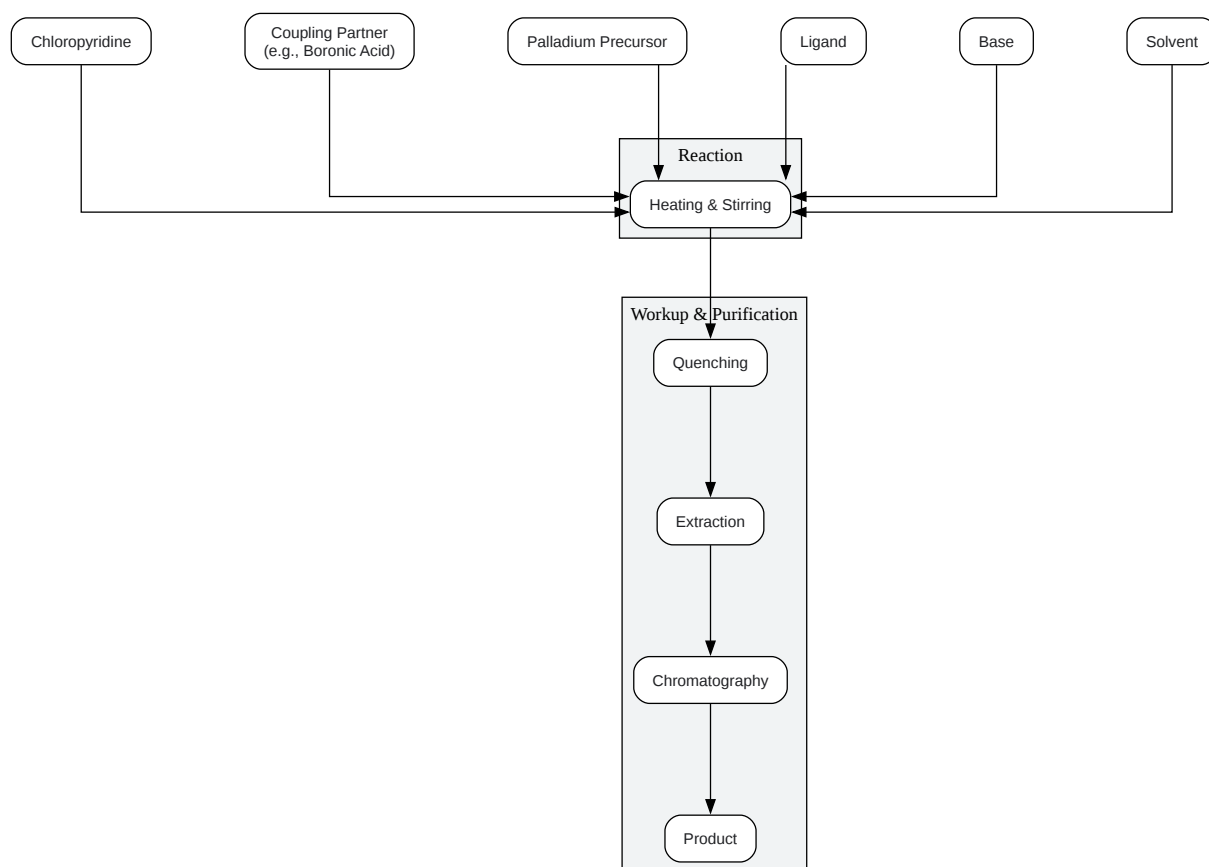 Chloropyridine
Coupling Partner
(e.g., Boronic Acid)
Palladium Precursor
Ligand
Base
Solvent
Reaction
Heating & Stirring
Workup & Purification
Quenching
Extraction
Chromatography
Product